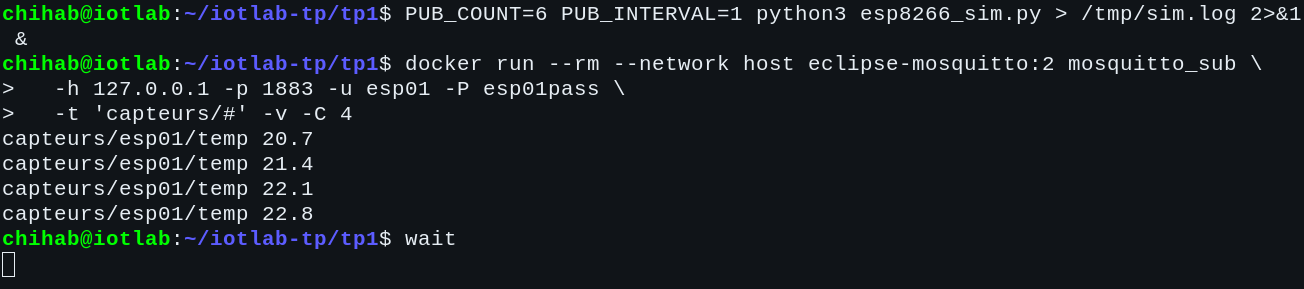 chihab@iotlab:~/iotlab-tp/tp1$ PUB_COUNT=6 PUB_INTERVAL=1 python3 esp8266_sim.py > /tmp/sim.log 2>&1
 &
chihab@iotlab:~/iotlab-tp/tp1$ docker run --rm --network host eclipse-mosquitto:2 mosquitto_sub \
>   -h 127.0.0.1 -p 1883 -u esp01 -P esp01pass \
>   -t 'capteurs/#' -v -C 4
capteurs/esp01/temp 20.7
capteurs/esp01/temp 21.4
capteurs/esp01/temp 22.1
capteurs/esp01/temp 22.8
chihab@iotlab:~/iotlab-tp/tp1$ wait